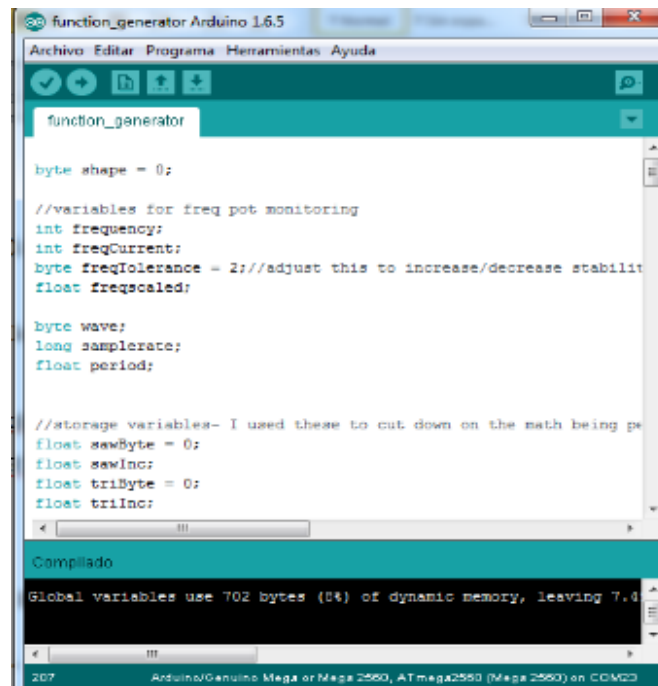 function_generator Arduino 1.6.5
Archivo Editar Programa Herramientas Ayuda
function_generator
byte shape = 0;
//variables for freq pot monitoring
int frequency;
int freqCurrent;
byte freqTolerance = 2;//adjust this to increase/decrease stabilit
float freqscaled;
byte wave;
long samplerate;
float period;
//storage variables- I used these to cut down on the math being pe
float sawByte = 0;
float sawInc;
float triByte = 0;
float triInc;
Compilado
Global variables use 702 bytes (8%) of dynamic memory, leaving 7.4
207 Arduino/Genuino Mega or Mega 2560, ATmega2560 (Mega 2560) on COM23